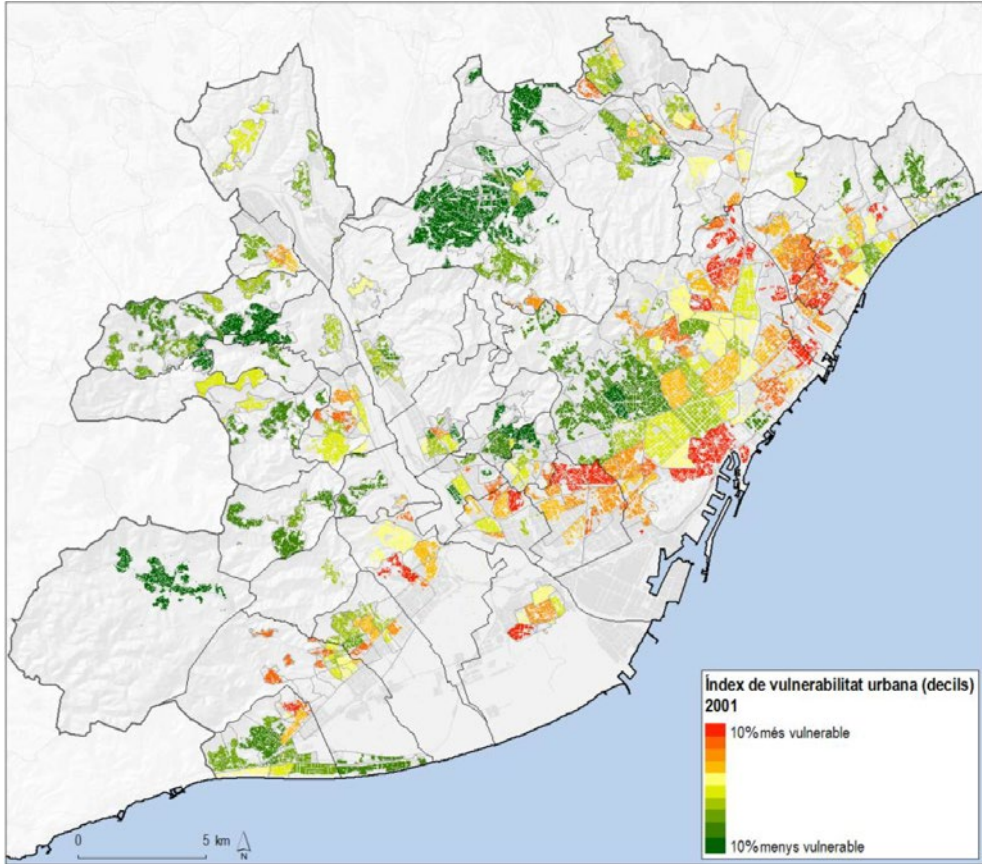 Índex de vulnerabilitat urbana (decils)
2001
10% més vulnerable
10% menys vulnerable
0 5 km
N